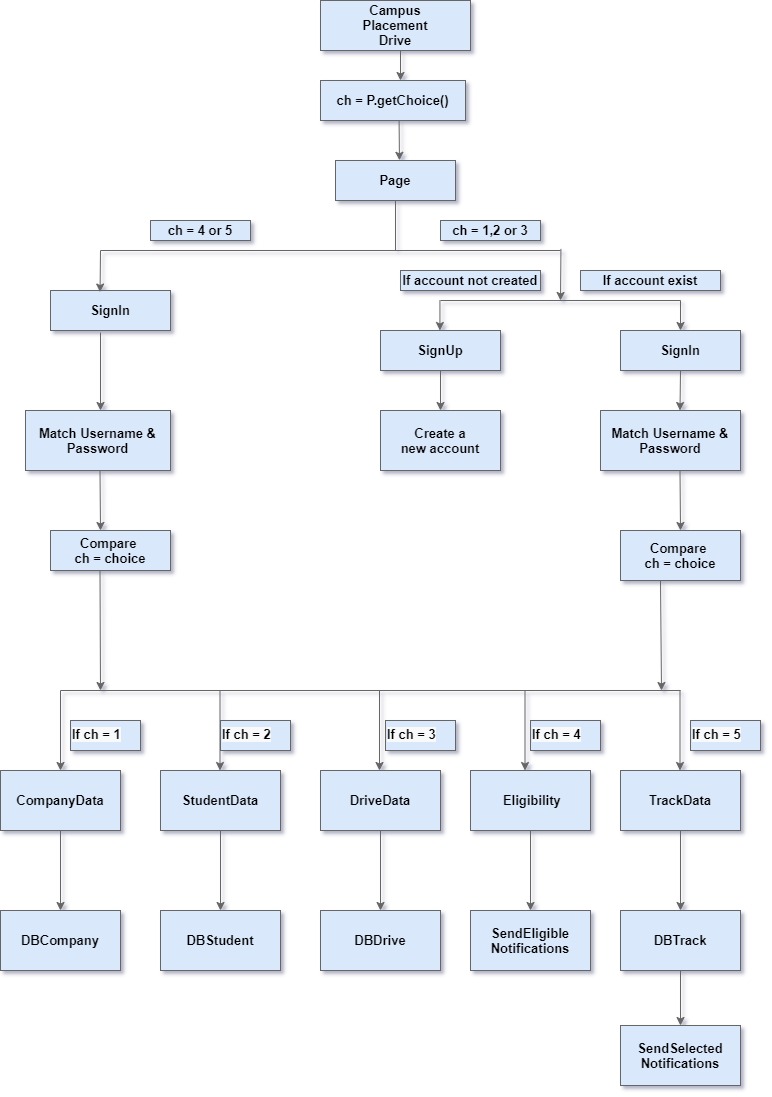 Campus
Placement
Drive
ch = P.getChoice()
Page
ch = 4 or 5
ch = 1,2 or 3
If account not created
If account exist
SignIn
SignUp
SignIn
Match Username &
Password
Create a
new account
Match Username &
Password
Compare
ch = choice
Compare
ch = choice
If ch = 1
If ch = 2
If ch = 3
If ch = 4
If ch = 5
CompanyData
StudentData
DriveData
Eligibility
TrackData
DBCompany
DBStudent
DBDrive
SendEligible
Notifications
DBTrack
SendSelected
Notifications